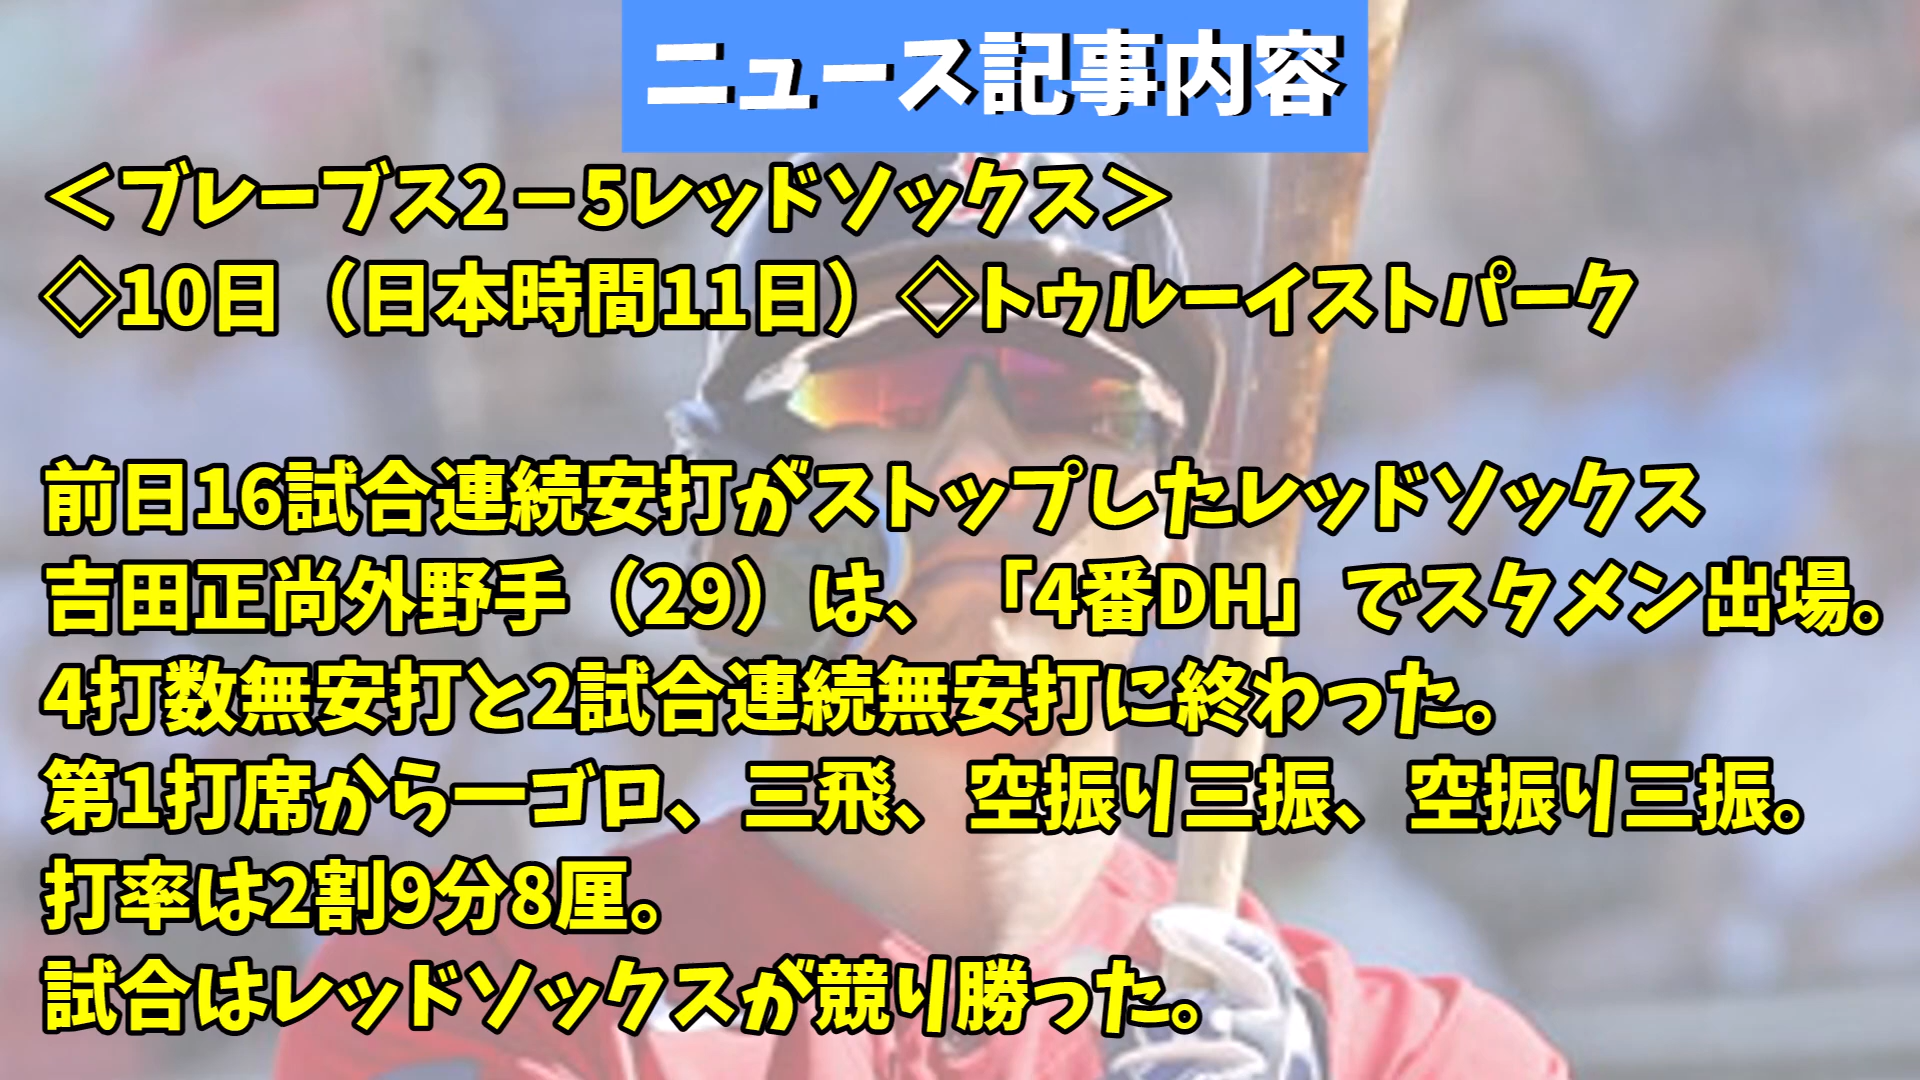 ニュース記事内容
＜ブレーブス2－5レッドソックス＞
◇10日（日本時間11日）◇トゥルーイストパーク
前日16試合連続安打がストップしたレッドソックス
吉田正尚外野手（29）は、「4番DH」でスタメン出場。
4打数無安打と2試合連続無安打に終わった。
第1打席から一ゴロ、三飛、空振り三振、空振り三振。
打率は2割9分8厘。
試合はレッドソックスが競り勝った。